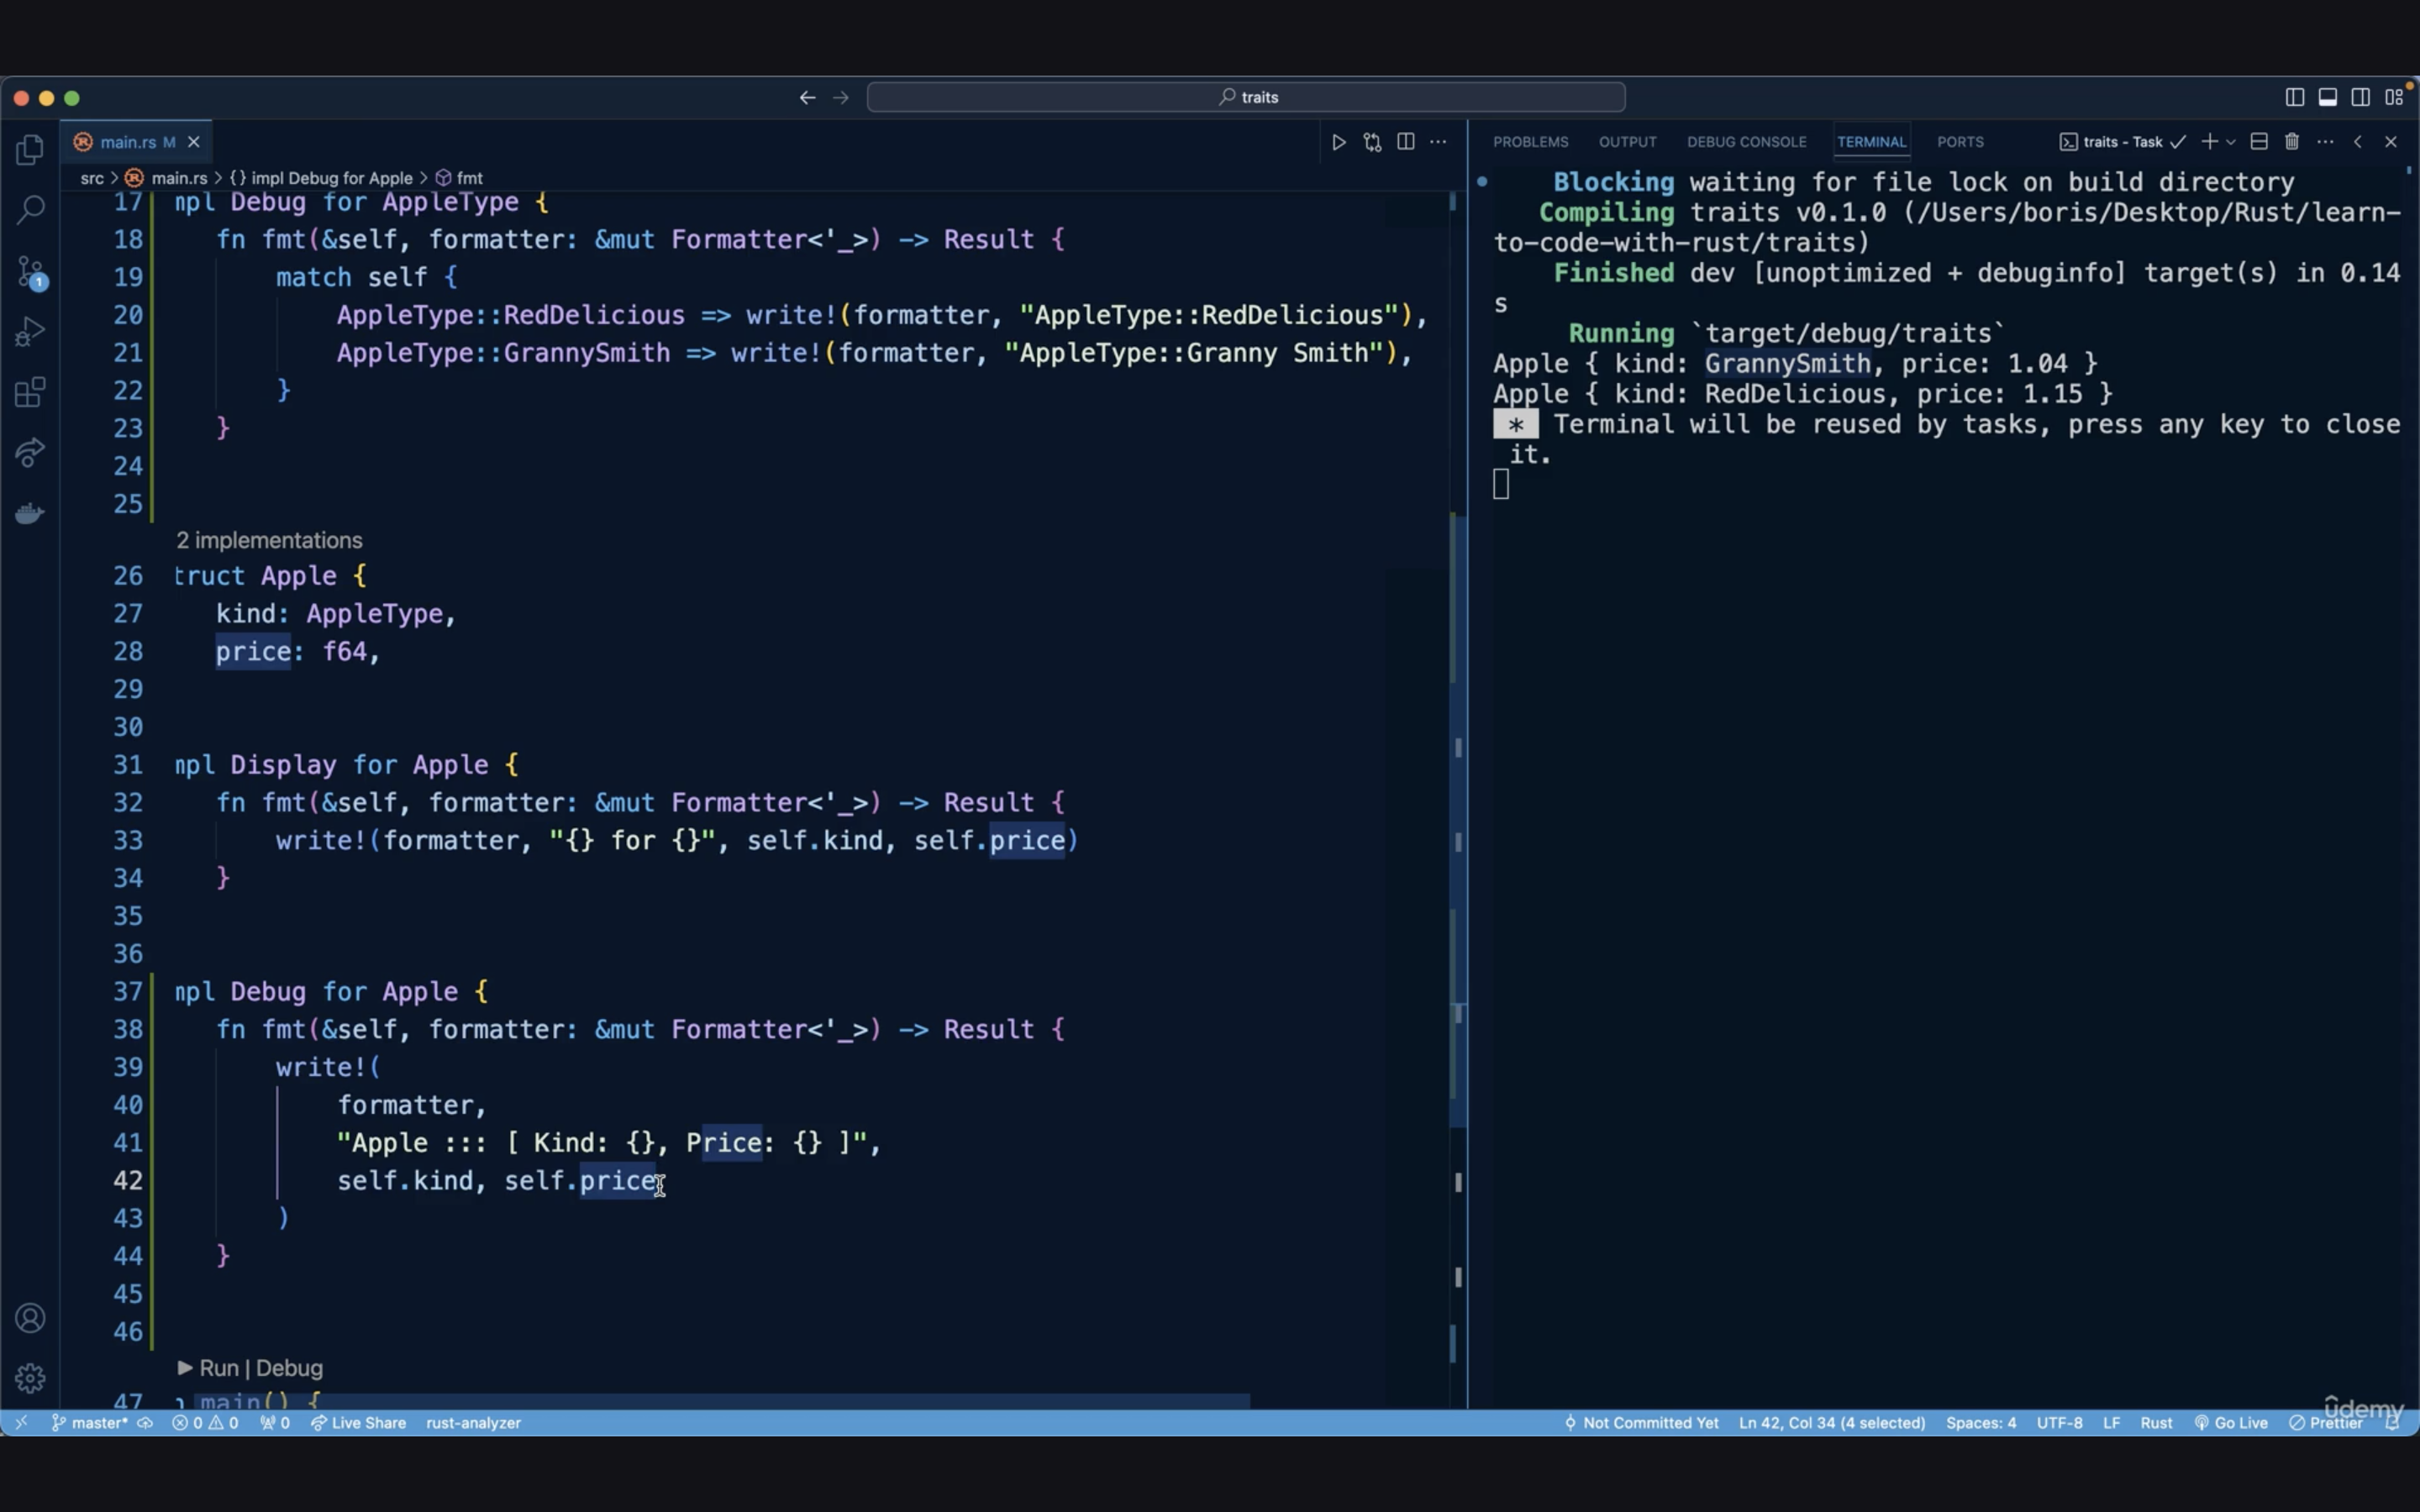 traits
main.rs M
src > main.rs > {} impl Debug for Apple > fmt
17 mpl Debug for AppleType {
18 fn fmt(&self, formatter: &mut Formatter<'_>) -> Result {
19 match self {
20 AppleType::RedDelicious => write!(formatter, "AppleType::RedDelicious"),
21 AppleType::GrannySmith => write!(formatter, "AppleType::Granny Smith"),
22 }
23 }
24
25
2 implementations
26 truct Apple {
27 kind: AppleType,
28 price: f64,
29
30
31 mpl Display for Apple {
32 fn fmt(&self, formatter: &mut Formatter<'_>) -> Result {
33 write!(formatter, "{} for {}", self.kind, self.price)
34 }
35
36
37 mpl Debug for Apple {
38 fn fmt(&self, formatter: &mut Formatter<'_>) -> Result {
39 write!(
40 formatter,
41 "Apple ::: [ Kind: {}, Price: {} ]",
42 self.kind, self.price
43 )
44 }
45
46
Run | Debug
47 main() {
PROBLEMS OUTPUT DEBUG CONSOLE TERMINAL PORTS traits - Task
Blocking waiting for file lock on build directory
Compiling traits v0.1.0 (/Users/boris/Desktop/Rust/learn-
to-code-with-rust/traits)
Finished dev [unoptimized + debuginfo] target(s) in 0.14
s
Running `target/debug/traits`
Apple { kind: GrannySmith, price: 1.04 }
Apple { kind: RedDelicious, price: 1.15 }
* Terminal will be reused by tasks, press any key to close
it.
1
udemy
master* 0 0 0 Live Share rust-analyzer Not Committed Yet Ln 42, Col 34 (4 selected) Spaces: 4 UTF-8 LF Rust Go Live Prettier